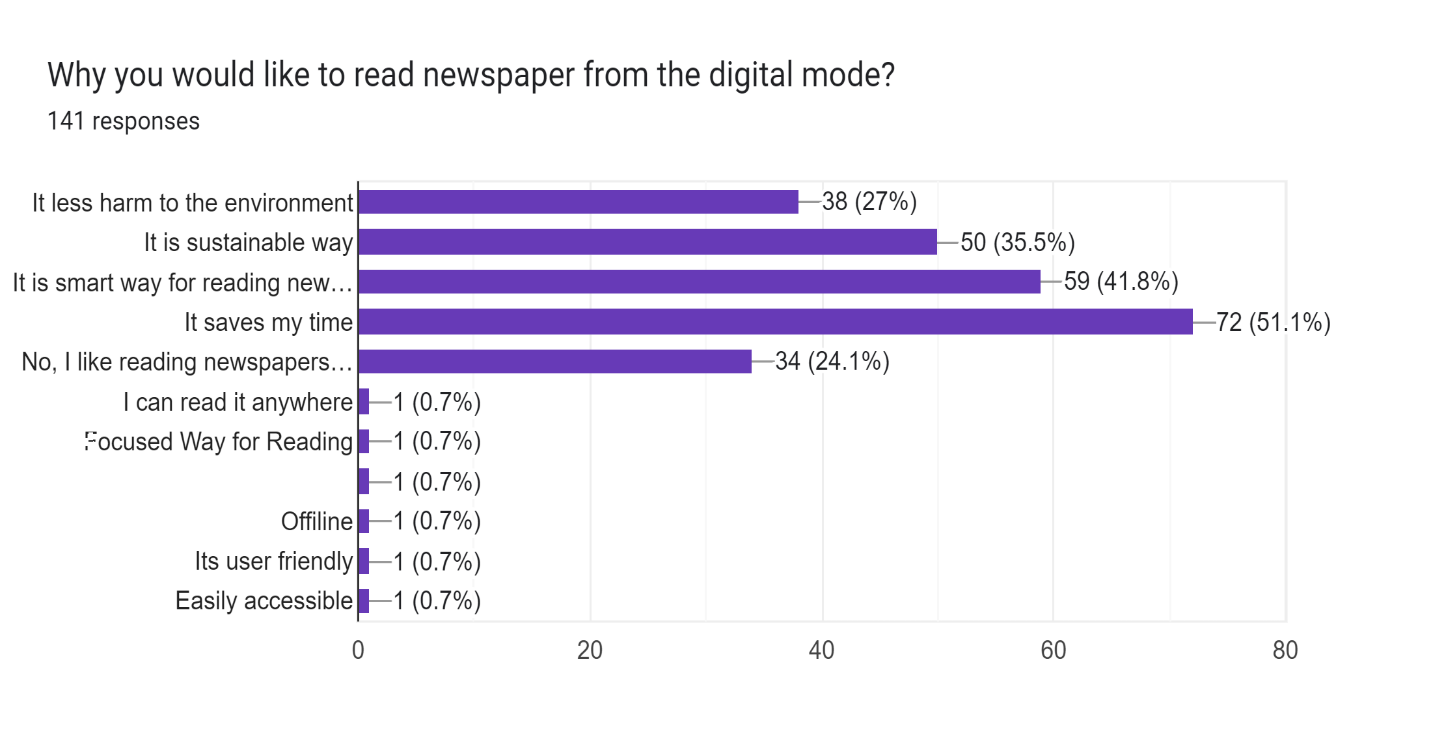 Why you would like to read newspaper from the digital mode?
141 responses
It less harm to the environment 38 (27%)
It is sustainable way 50 (35.5%)
It is smart way for reading new… 59 (41.8%)
It saves my time 72 (51.1%)
No, I like reading newspapers… 34 (24.1%)
I can read it anywhere 1 (0.7%)
Focused Way for Reading 1 (0.7%)
1 (0.7%)
Offiline 1 (0.7%)
Its user friendly 1 (0.7%)
Easily accessible 1 (0.7%)
0 20 40 60 80